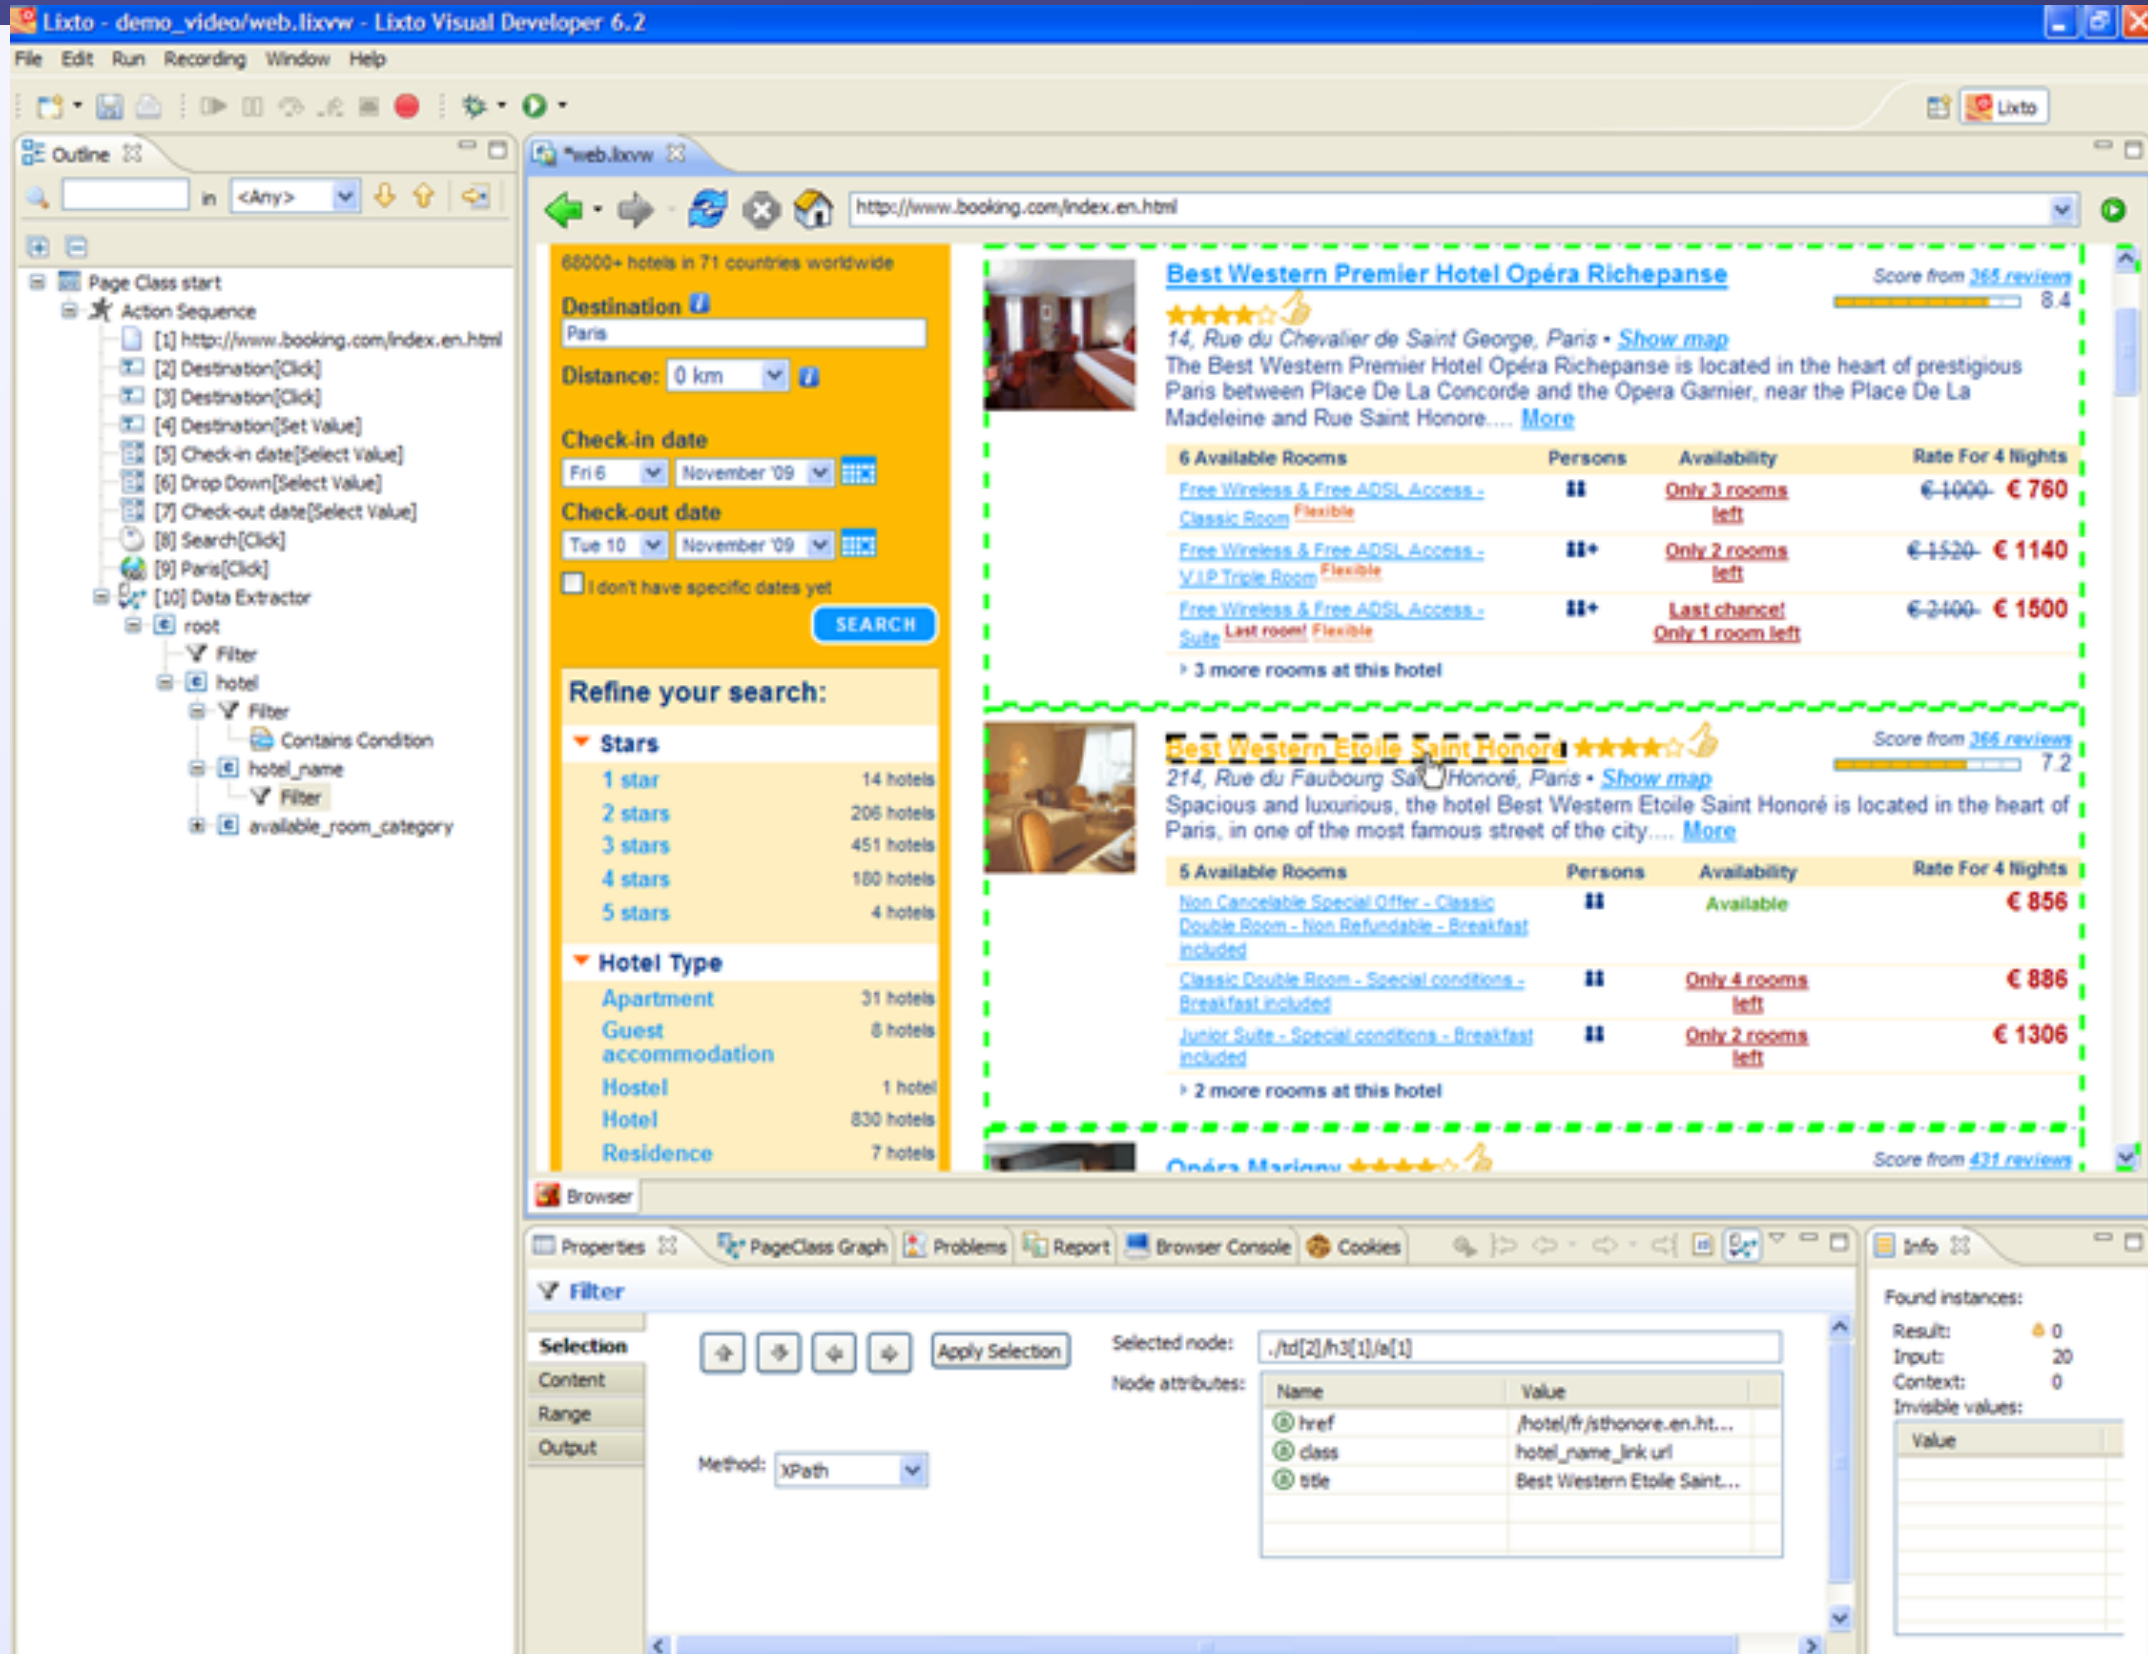 Lixto - demo_video/web.lixvw - Lixto Visual Developer 6.2
File Edit Run Recording Window Help
Lixto
Outline
in <Any>
Page Class start
Action Sequence
[1] http://www.booking.com/index.en.html
[2] Destination[Click]
[3] Destination[Click]
[4] Destination[Set Value]
[5] Check-in date[Select Value]
[6] Drop Down[Select Value]
[7] Check-out date[Select Value]
[8] Search[Click]
[9] Paris[Click]
[10] Data Extractor
root
Filter
hotel
Filter
Contains Condition
hotel_name
Filter
available_room_category
*web.lixvw
http://www.booking.com/index.en.html
68000+ hotels in 71 countries worldwide
Destination
Paris
Distance: 0 km
Check-in date
Fri 6 November '09
Check-out date
Tue 10 November '09
I don't have specific dates yet
SEARCH
Refine your search:
Stars
1 star 14 hotels
2 stars 206 hotels
3 stars 451 hotels
4 stars 180 hotels
5 stars 4 hotels
Hotel Type
Apartment 31 hotels
Guest accommodation 8 hotels
Hostel 1 hotel
Hotel 830 hotels
Residence 7 hotels
Best Western Premier Hotel Opéra Richepanse
Score from 365 reviews
8.4
14, Rue du Chevalier de Saint George, Paris • Show map
The Best Western Premier Hotel Opéra Richepanse is located in the heart of prestigious
Paris between Place De La Concorde and the Opera Garnier, near the Place De La
Madeleine and Rue Saint Honore.... More
6 Available Rooms Persons Availability Rate For 4 Nights
Free Wireless & Free ADSL Access - Only 3 rooms € 1000 € 760
Classic Room Flexible left
Free Wireless & Free ADSL Access - Only 2 rooms € 1520 € 1140
V.I.P Triple Room Flexible left
Free Wireless & Free ADSL Access - Last chance! € 2400 € 1500
Suite Last room! Flexible Only 1 room left
3 more rooms at this hotel
Best Western Etoile Saint Honoré
Score from 366 reviews
7.2
214, Rue du Faubourg Honoré, Paris • Show map
Spacious and luxurious, the hotel Best Western Etoile Saint Honoré is located in the heart of
Paris, in one of the most famous street of the city.... More
5 Available Rooms Persons Availability Rate For 4 Nights
Non Cancelable Special Offer - Classic Available € 856
Double Room - Non Refundable - Breakfast
included
Classic Double Room - Special conditions - Only 4 rooms € 886
Breakfast included left
Junior Suite - Special conditions - Breakfast Only 2 rooms € 1306
included left
2 more rooms at this hotel
Opéra Marigny
Score from 431 reviews
Browser
Properties PageClass Graph Problems Report Browser Console Cookies
Filter
Selection
Content
Range
Output
Apply Selection
Method: XPath
Selected node: ./td[2]/h3[1]/a[1]
Node attributes:
Name Value
href /hotel/fr/sthonore.en.ht...
class hotel_name_link url
title Best Western Etoile Saint...
Info
Found instances:
Result: 0
Input: 20
Context: 0
Invisible values:
Value